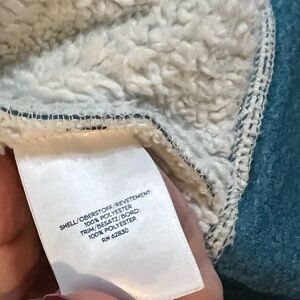 SHELL/OBERSTOFF/REVETEMENT:
100% POLYESTER
TRIM/BESATZ/BORD:
100% POLYESTER
RN 62830